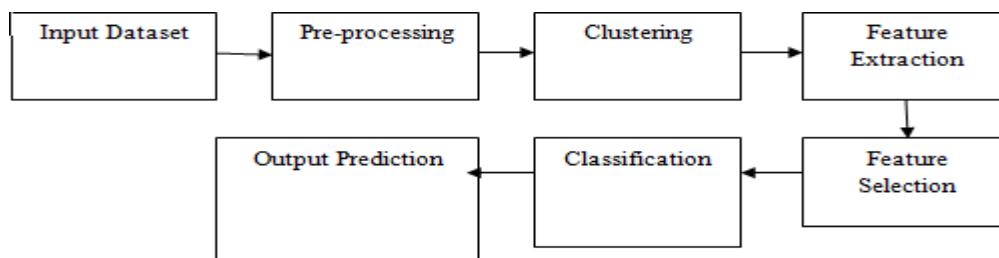 Input Dataset
Pre-processing
Clustering
Feature
Extraction
Output Prediction
Classification
Feature
Selection